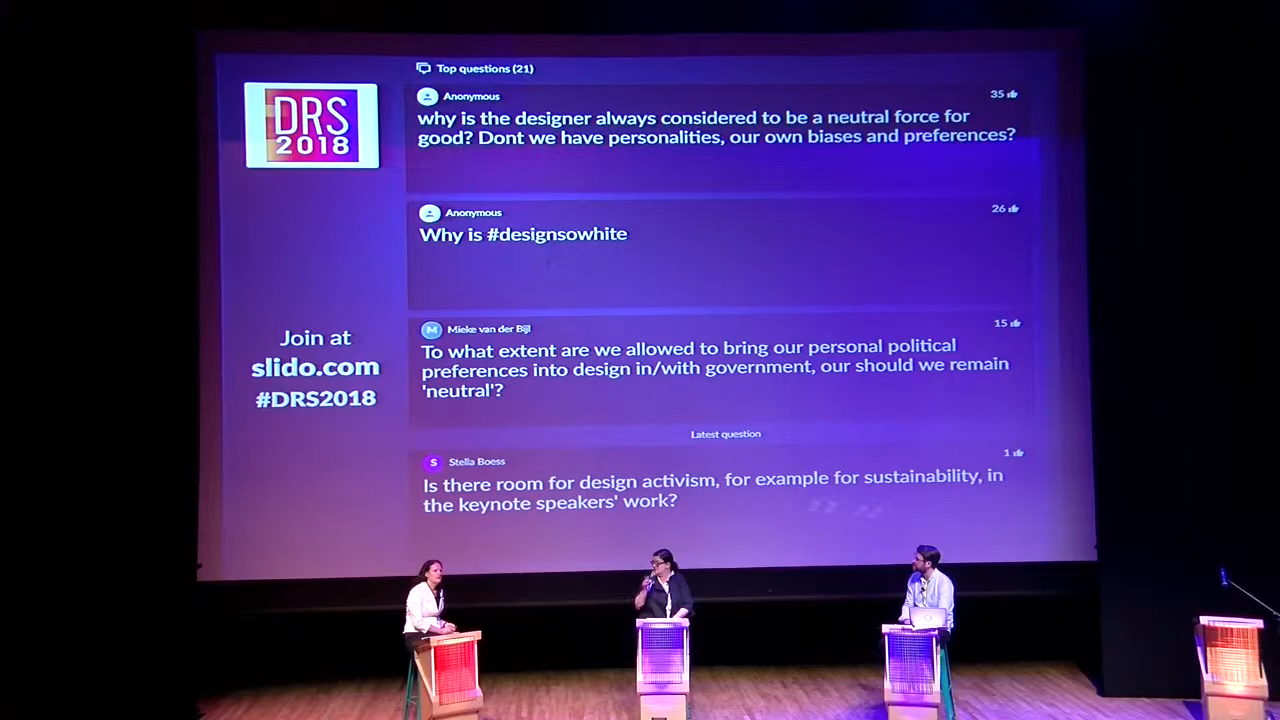 Top questions (21)
DRS
2018
Anonymous
35
why is the designer always considered to be a neutral force for
good? Dont we have personalities, our own biases and preferences?
Anonymous
26
Why is #designsowhite
M
Mieke van der Bijl
15
To what extent are we allowed to bring our personal political
preferences into design in/with government, our should we remain
'neutral'?
Join at
slido.com
#DRS2018
Latest question
S
Stella Boess
1
Is there room for design activism, for example for sustainability, in
the keynote speakers' work?